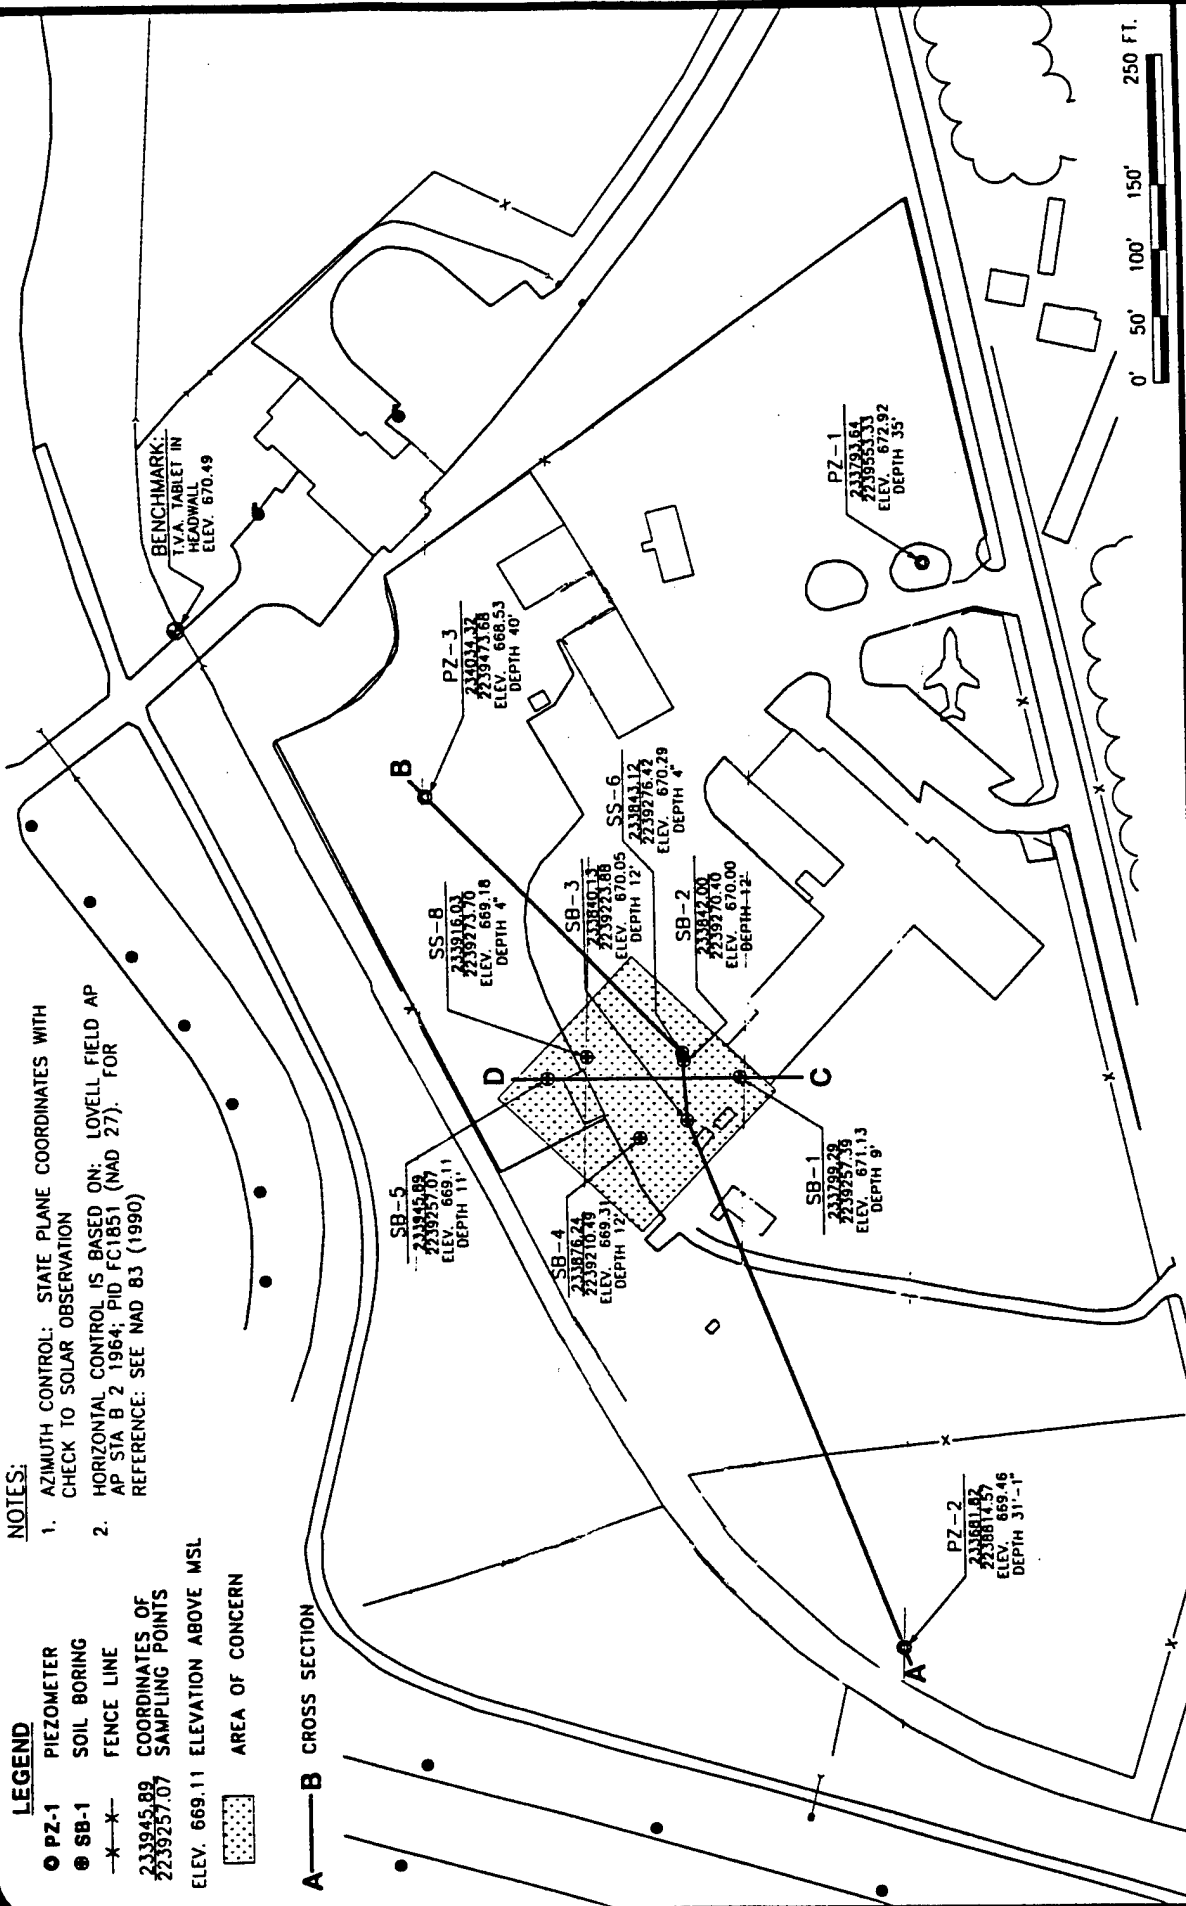 LEGEND
PZ-1 PIEZOMETER
SB-1 SOIL BORING
FENCE LINE
233945.89 COORDINATES OF
2239257.07 SAMPLING POINTS
ELEV. 669.11 ELEVATION ABOVE MSL
AREA OF CONCERN
A B CROSS SECTION
NOTES:
1. AZIMUTH CONTROL: STATE PLANE COORDINATES WITH
CHECK TO SOLAR OBSERVATION
2. HORIZONTAL CONTROL IS BASED ON: LOVELL FIELD AP
AP STA B 2 1964; PID FC1851 (NAD 27). FOR
REFERENCE: SEE NAD 83 (1990)
BENCHMARK:
T.V.A. TABLET IN
HEADWALL
ELEV. 670.49
PZ-3
234034.32
2239473.68
ELEV. 668.53
DEPTH 40'
B
SS-8
233916.03
2239273.70
ELEV. 669.18
DEPTH 4"
SB-3
233840.13
2239223.88
ELEV. 670.05
DEPTH 12'
SS-6
233843.12
2239276.42
ELEV. 670.29
DEPTH 4"
SB-2
233842.00
2239270.40
ELEV. 670.00
DEPTH 12'
PZ-1
233793.64
2239553.33
ELEV. 672.92
DEPTH 35'
D
C
SB-5
233945.89
2239257.07
ELEV. 669.11
DEPTH 11'
SB-4
233876.24
2239210.49
ELEV. 669.31
DEPTH 12'
SB-1
233799.29
2239257.39
ELEV. 671.13
DEPTH 9'
PZ-2
233681.82
2238814.57
ELEV. 669.46
DEPTH 31'-1"
A
0' 50' 100' 150' 250 FT.